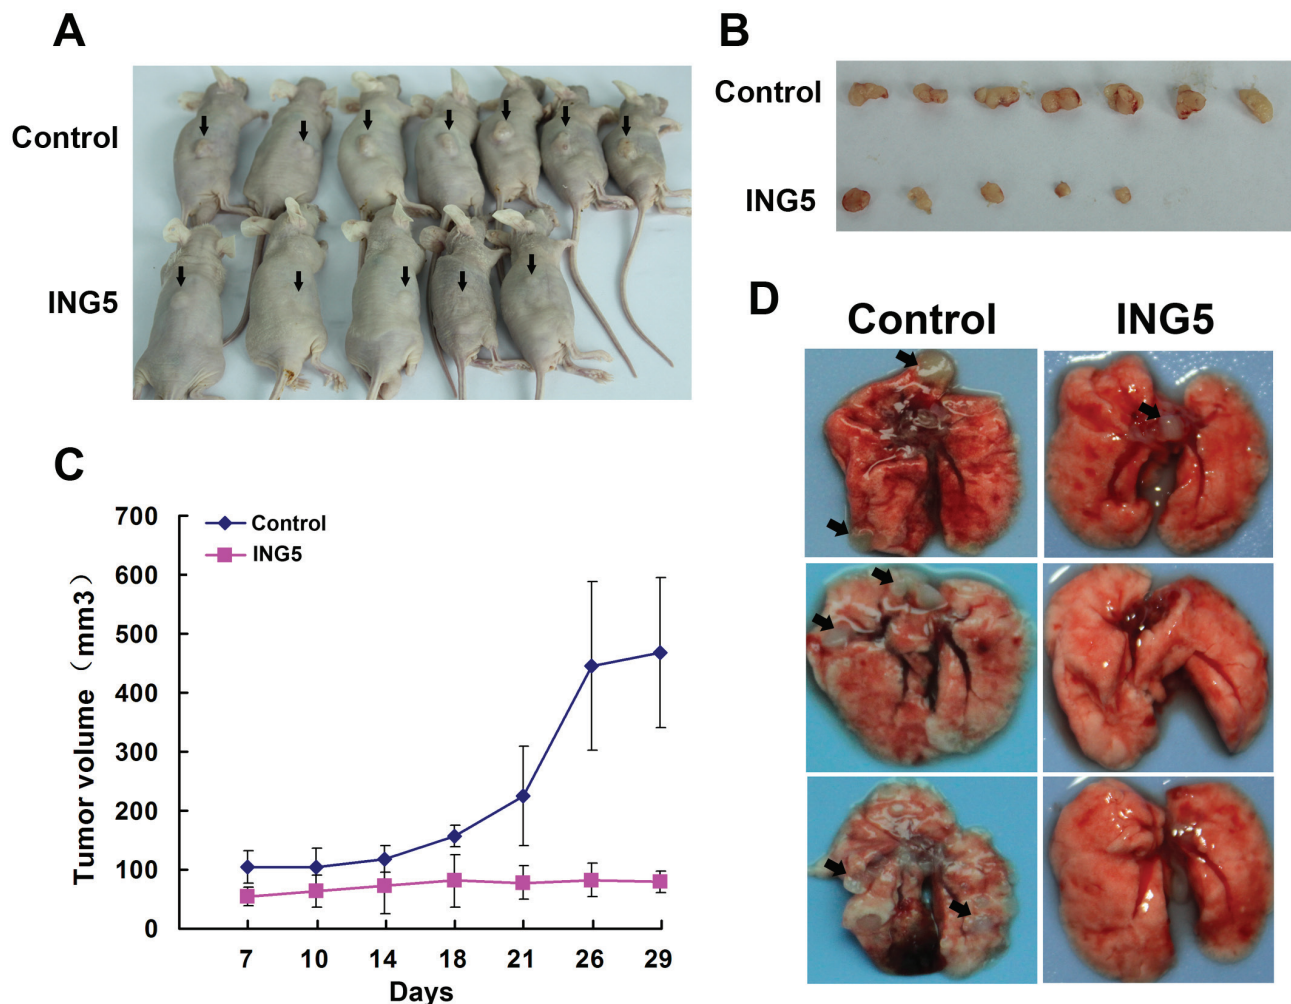 A
Control
ING5
B
Control
ING5
C
Tumor volume（mm3）
700
600
500
400
300
200
100
0
Control
ING5
7 10 14 18 21 26 29
Days
D
Control ING5